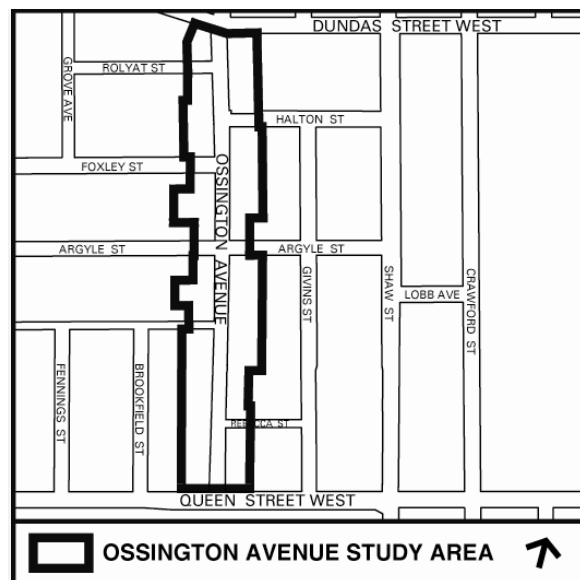 DUNDAS STREET WEST
GROVE AVE
ROLYAT ST
HALTON ST
FOXLEY ST
OSSINGTON AVENUE
ARGYLE ST
ARGYLE ST
GIVINS ST
SHAW ST
LOBB AVE
CRAWFORD ST
FENNINGS ST
BROOKFIELD ST
REBECCA ST
QUEEN STREET WEST
OSSINGTON AVENUE STUDY AREA